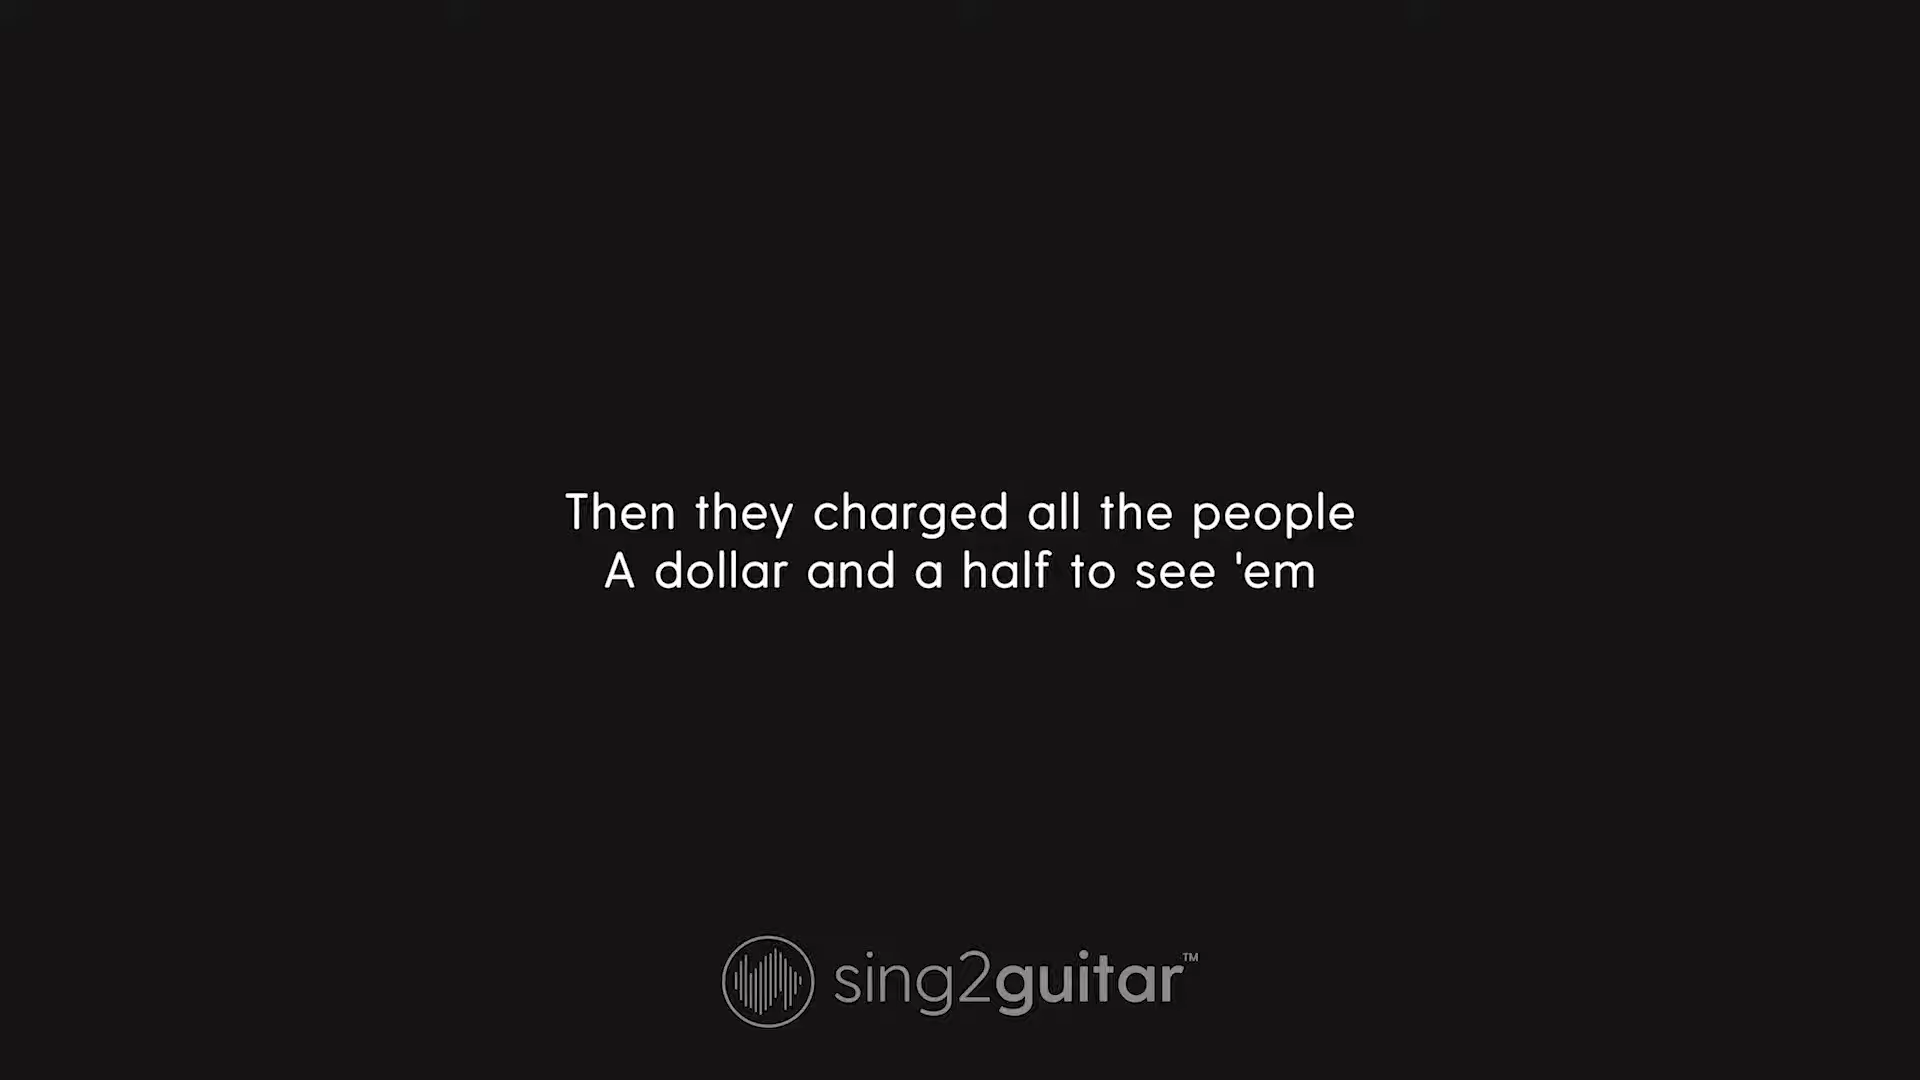 Then they charged all the people
A dollar and a half to see 'em
sing2guitar™